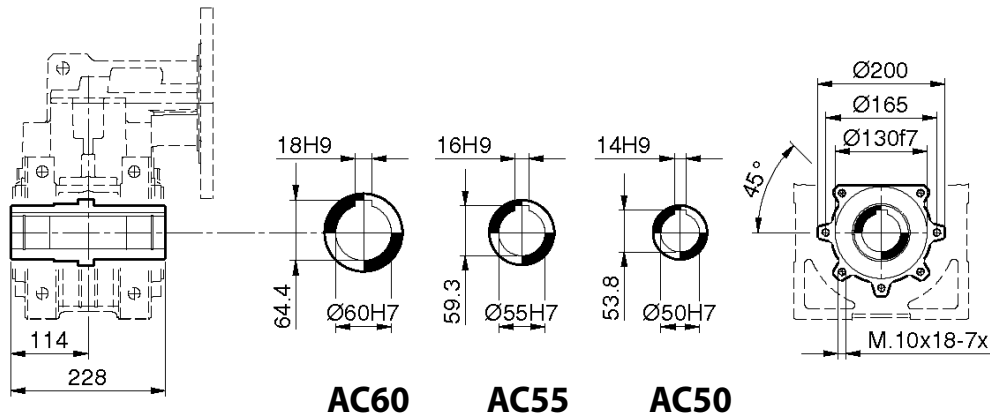 Ø200
Ø165
Ø130f7
45°
18H9
16H9
14H9
64.4
59.3
53.8
Ø60H7
Ø55H7
Ø50H7
M.10x18-7x
114
228
AC60
AC55
AC50